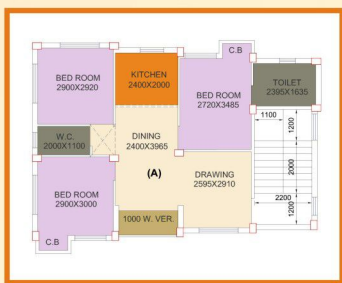 C.B
BED ROOM
2900X2920
KITCHEN
2400X2000
BED ROOM
2720X3485
TOILET
2395X1635
1100
1200
W.C.
2000X1100
DINING
2400X3965
2000
(A)
DRAWING
2595X2910
BED ROOM
2900X3000
2200
1200
1000 W. VER.
C.B